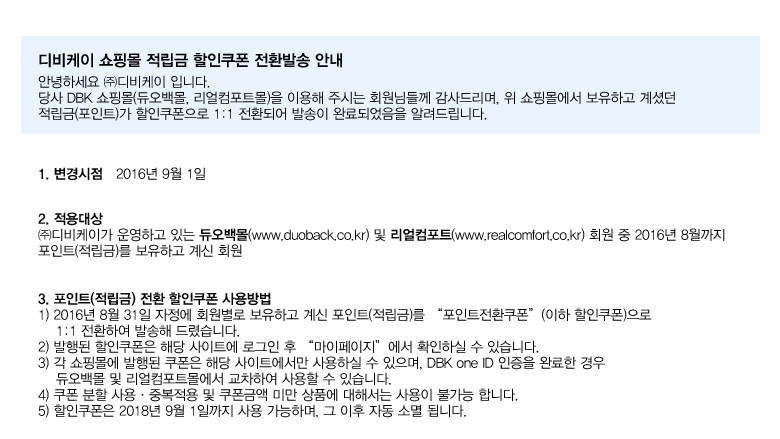 디비케이 쇼핑몰 적립금 할인쿠폰 전환발송 안내
안녕하세요 ㈜디비케이 입니다.
당사 DBK 쇼핑몰(듀오백몰, 리얼컴포트몰)을 이용해 주시는 회원님들께 감사드리며, 위 쇼핑몰에서 보유하고 계셨던
적립금(포인트)가 할인쿠폰으로 1:1 전환되어 발송이 완료되었음을 알려드립니다.
1. 변경시점 2016년 9월 1일
2. 적용대상
㈜디비케이가 운영하고 있는 듀오백몰(www.duoback.co.kr) 및 리얼컴포트(www.realcomfort.co.kr) 회원 중 2016년 8월까지
포인트(적립금)를 보유하고 계신 회원
3. 포인트(적립금) 전환 할인쿠폰 사용방법
1) 2016년 8월 31일 자정에 회원별로 보유하고 계신 포인트(적립금)를 “포인트전환쿠폰” (이하 할인쿠폰)으로
1:1 전환하여 발송해 드렸습니다.
2) 발행된 할인쿠폰은 해당 사이트에 로그인 후 “마이페이지” 에서 확인하실 수 있습니다.
3) 각 쇼핑몰에 발행된 쿠폰은 해당 사이트에서만 사용하실 수 있으며, DBK one ID 인증을 완료한 경우
듀오백몰 및 리얼컴포트몰에서 교차하여 사용할 수 있습니다.
4) 쿠폰 분할 사용 · 중복적용 및 쿠폰금액 미만 상품에 대해서는 사용이 불가능 합니다.
5) 할인쿠폰은 2018년 9월 1일까지 사용 가능하며, 그 이후 자동 소멸 됩니다.